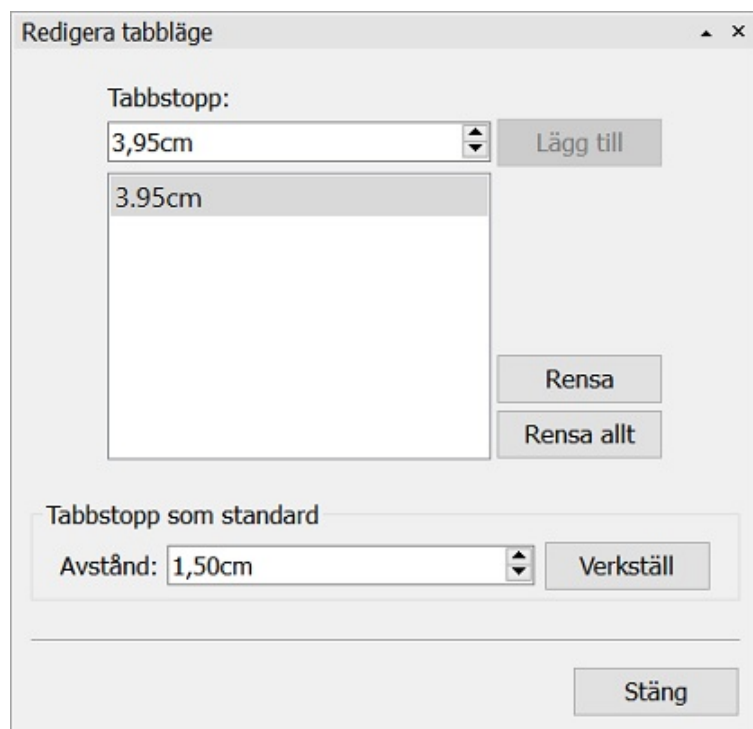 Redigera tabbläge
Tabbstopp:
3,95cm
Lägg till
3.95cm
Rensa
Rensa allt
Tabbstopp som standard
Avstånd: 1,50cm
Verkställ
Stäng